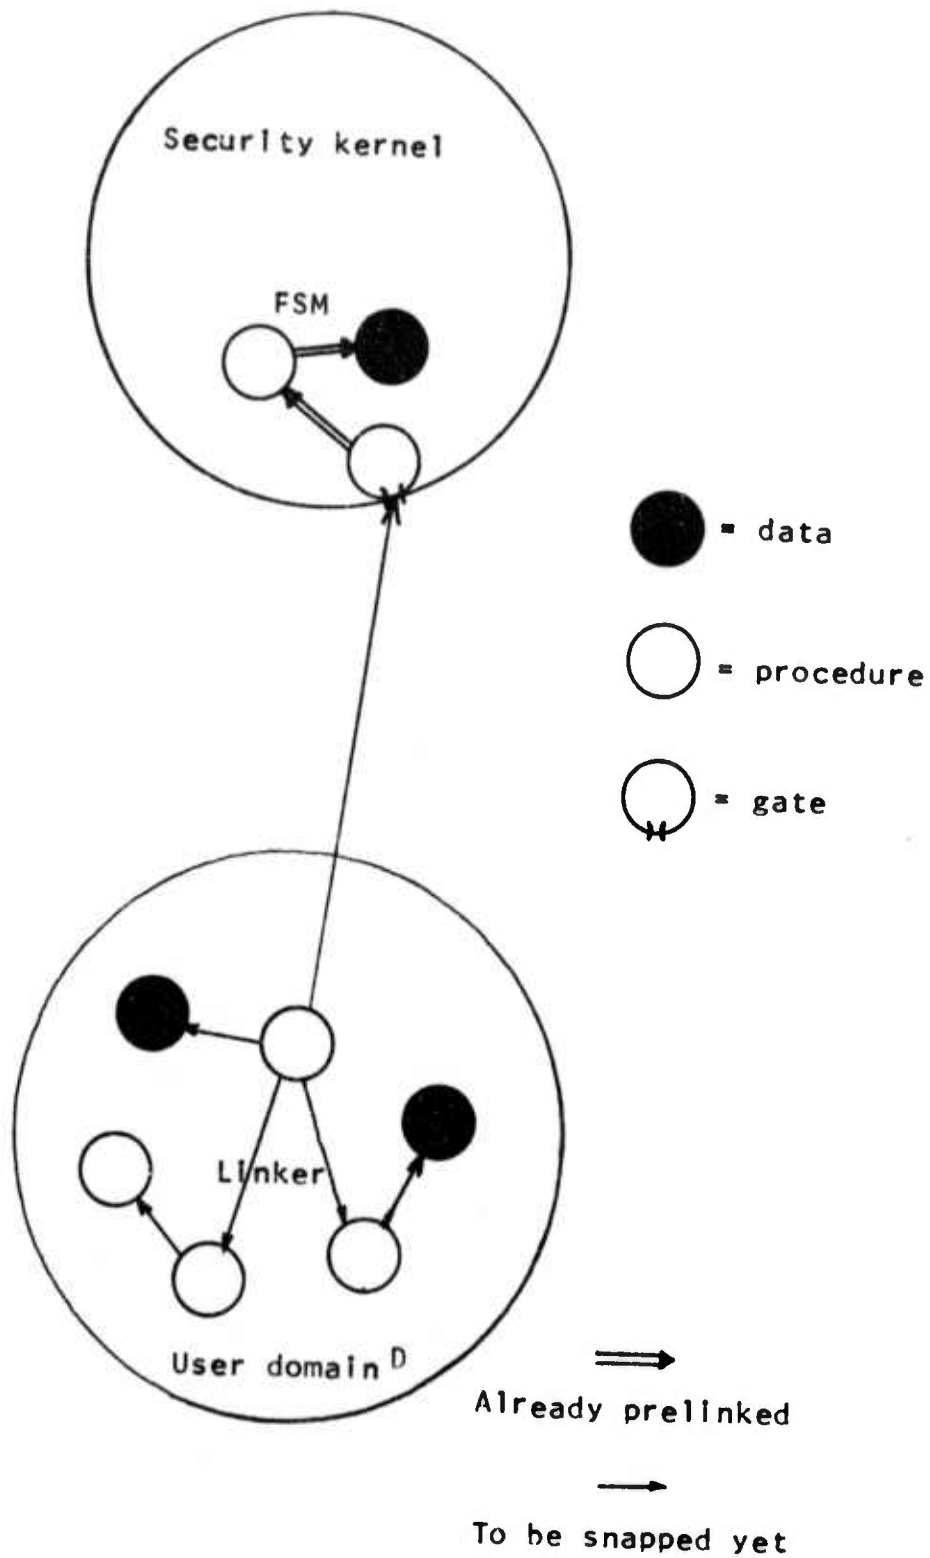 Security kernel
FSM
= data
= procedure
= gate
Linker
User domain D
Already prelinked
To be snapped yet